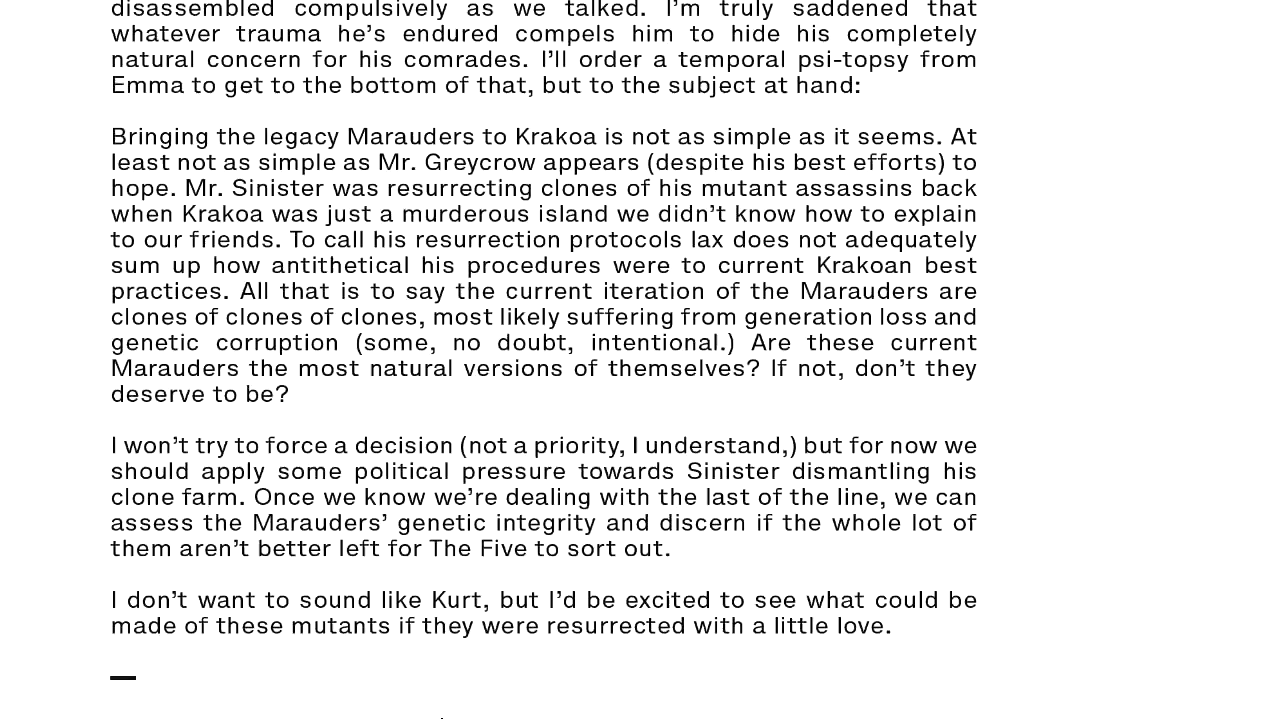 disassembled compulsively as we talked. I’m truly saddened that
whatever trauma he’s endured compels him to hide his completely
natural concern for his comrades. I’ll order a temporal psi-topsy from
Emma to get to the bottom of that, but to the subject at hand:
Bringing the legacy Marauders to Krakoa is not as simple as it seems. At
least not as simple as Mr. Greycrow appears (despite his best efforts) to
hope. Mr. Sinister was resurrecting clones of his mutant assassins back
when Krakoa was just a murderous island we didn’t know how to explain
to our friends. To call his resurrection protocols lax does not adequately
sum up how antithetical his procedures were to current Krakoan best
practices. All that is to say the current iteration of the Marauders are
clones of clones of clones, most likely suffering from generation loss and
genetic corruption (some, no doubt, intentional.) Are these current
Marauders the most natural versions of themselves? If not, don’t they
deserve to be?
I won’t try to force a decision (not a priority, I understand,) but for now we
should apply some political pressure towards Sinister dismantling his
clone farm. Once we know we’re dealing with the last of the line, we can
assess the Marauders’ genetic integrity and discern if the whole lot of
them aren’t better left for The Five to sort out.
I don’t want to sound like Kurt, but I’d be excited to see what could be
made of these mutants if they were resurrected with a little love.
—